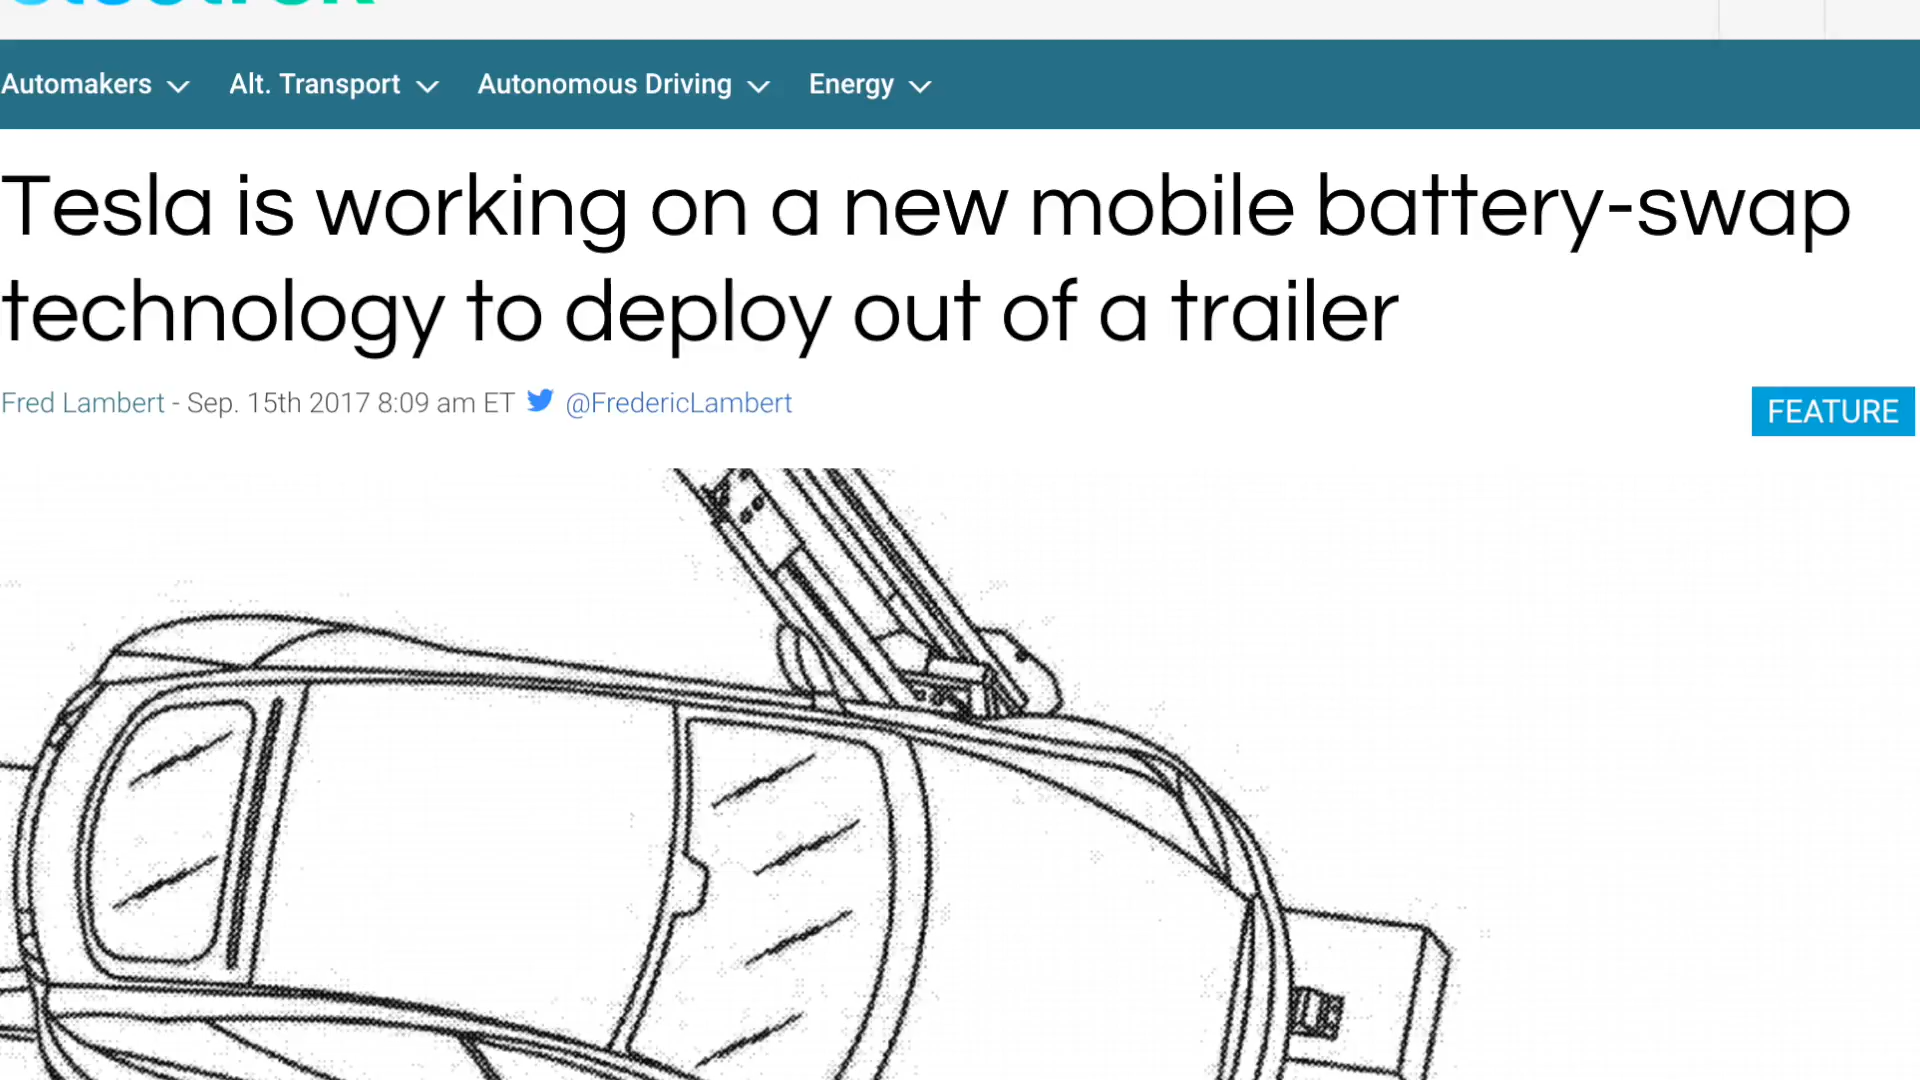 Automakers Alt. Transport Autonomous Driving Energy
Tesla is working on a new mobile battery-swap
technology to deploy out of a trailer
Fred Lambert - Sep. 15th 2017 8:09 am ET @FredericLambert
FEATURE